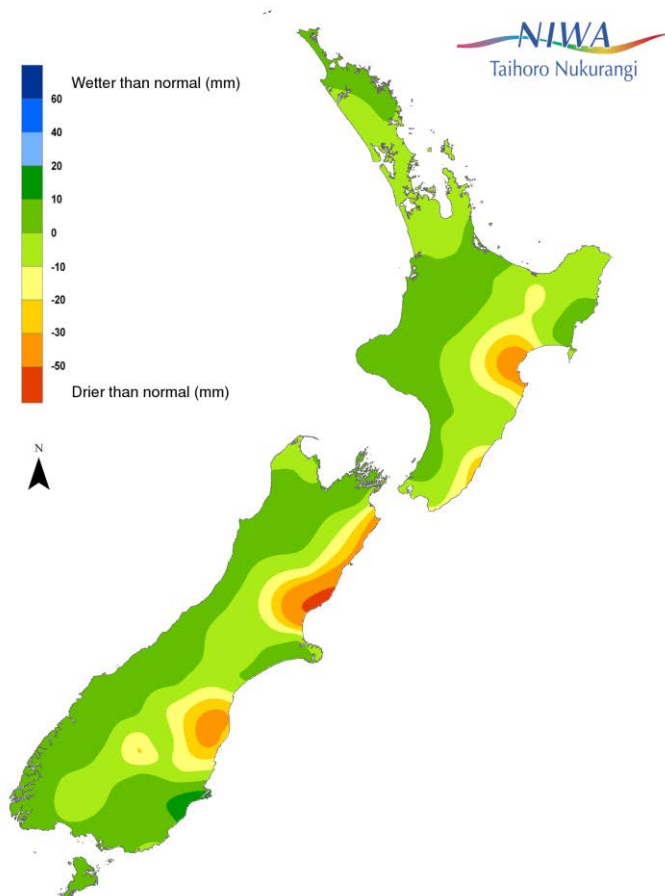 NIWA
Taihoro Nukurangi
Wetter than normal (mm)
60
40
20
10
0
-10
-20
-30
-50
Drier than normal (mm)
N